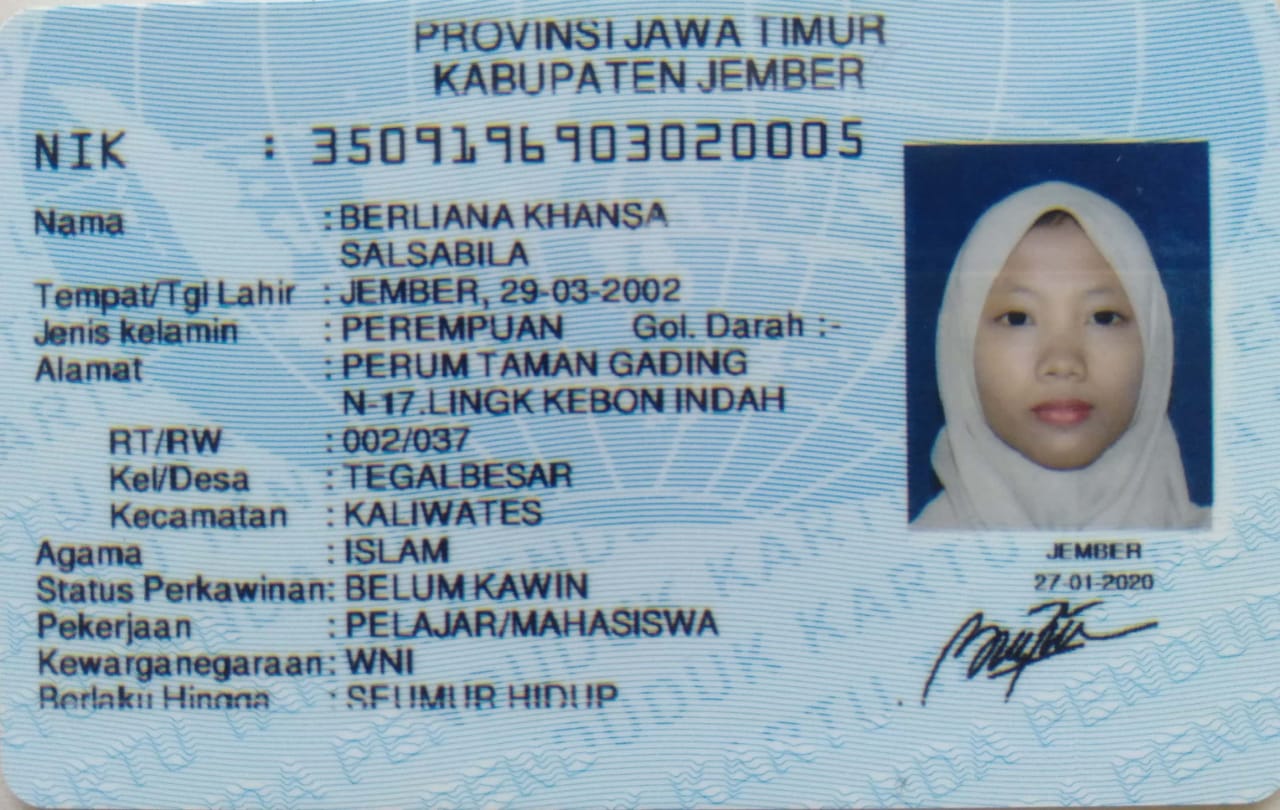 PROVINSI JAWA TIMUR
KABUPATEN JEMBER
NIK : 3509196903020005
Nama : BERLIANA KHANSA
SALSABILA
Tempat/Tgl Lahir : JEMBER, 29-03-2002
Jenis kelamin : PEREMPUAN Gol. Darah :-
Alamat : PERUM TAMAN GADING
N-17.LINGK KEBON INDAH
RT/RW : 002/037
Kel/Desa : TEGALBESAR
Kecamatan : KALIWATES
Agama : ISLAM
Status Perkawinan: BELUM KAWIN
Pekerjaan : PELAJAR/MAHASISWA
Kewarganegaraan: WNI
Berlaku Hingga : SEUMUR HIDUP
JEMBER
27-01-2020